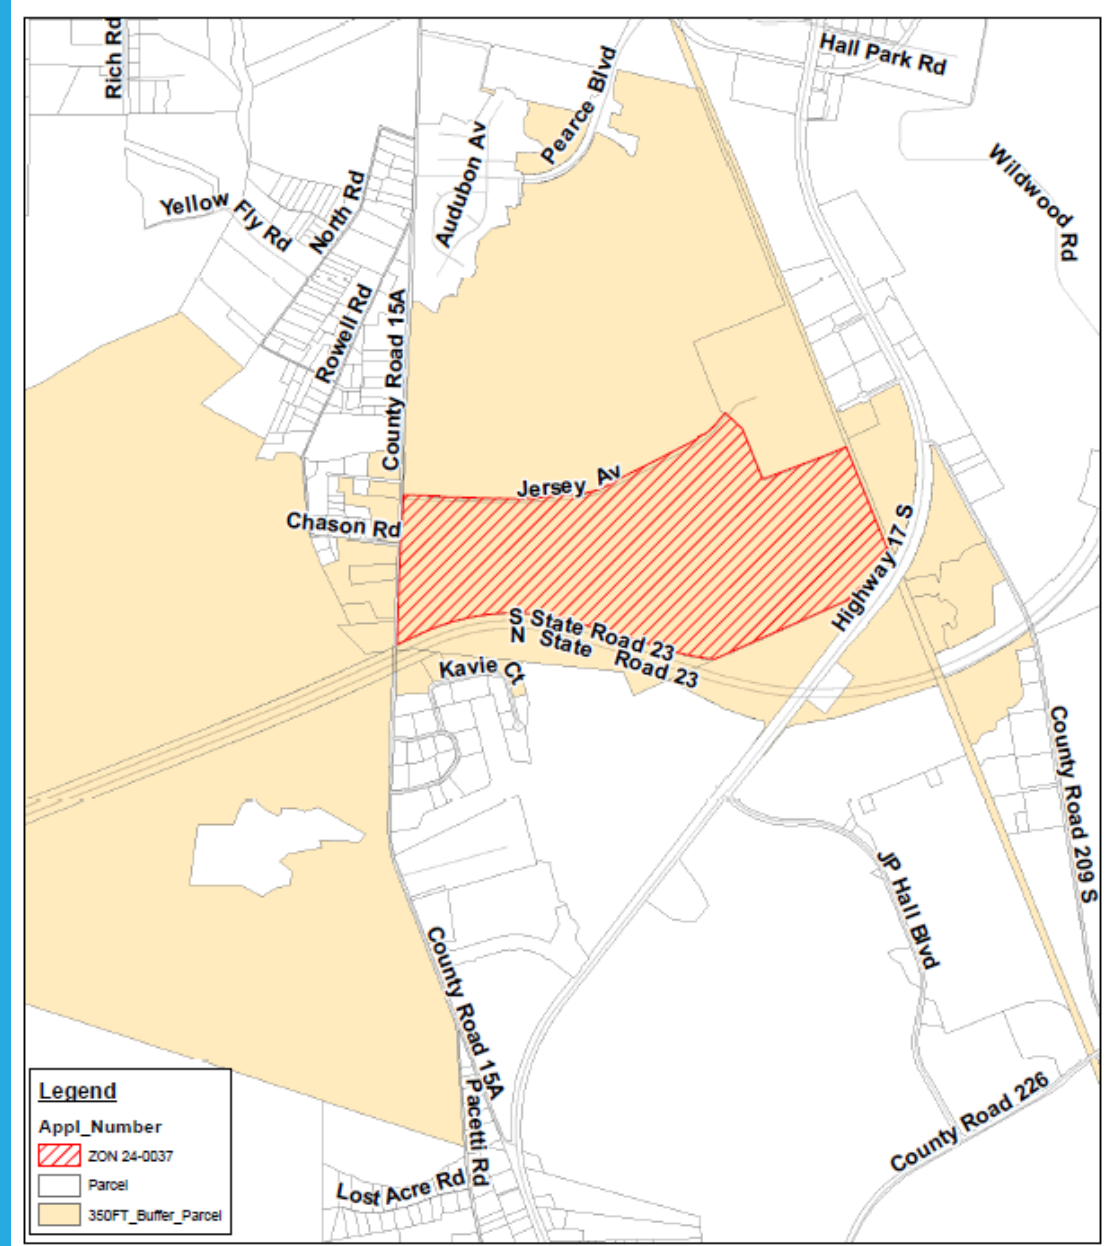 Rich Rd
Hall Park Rd
Pearce Blvd
Audubon Av
Wildwood Rd
Yellow Fly Rd
North Rd
Rowell Rd
County Road 15A
Jersey Av
Chason Rd
Highway 17 S
S State Road 23
N State Road 23
Kavie Ct
County Road 209 S
JP Hall Blvd
County Road 15A
Pacetti Rd
County Road 226
Lost Acre Rd
Legend
Appl_Number
ZON 24-0037
Parcel
350FT_Buffer_Parcel